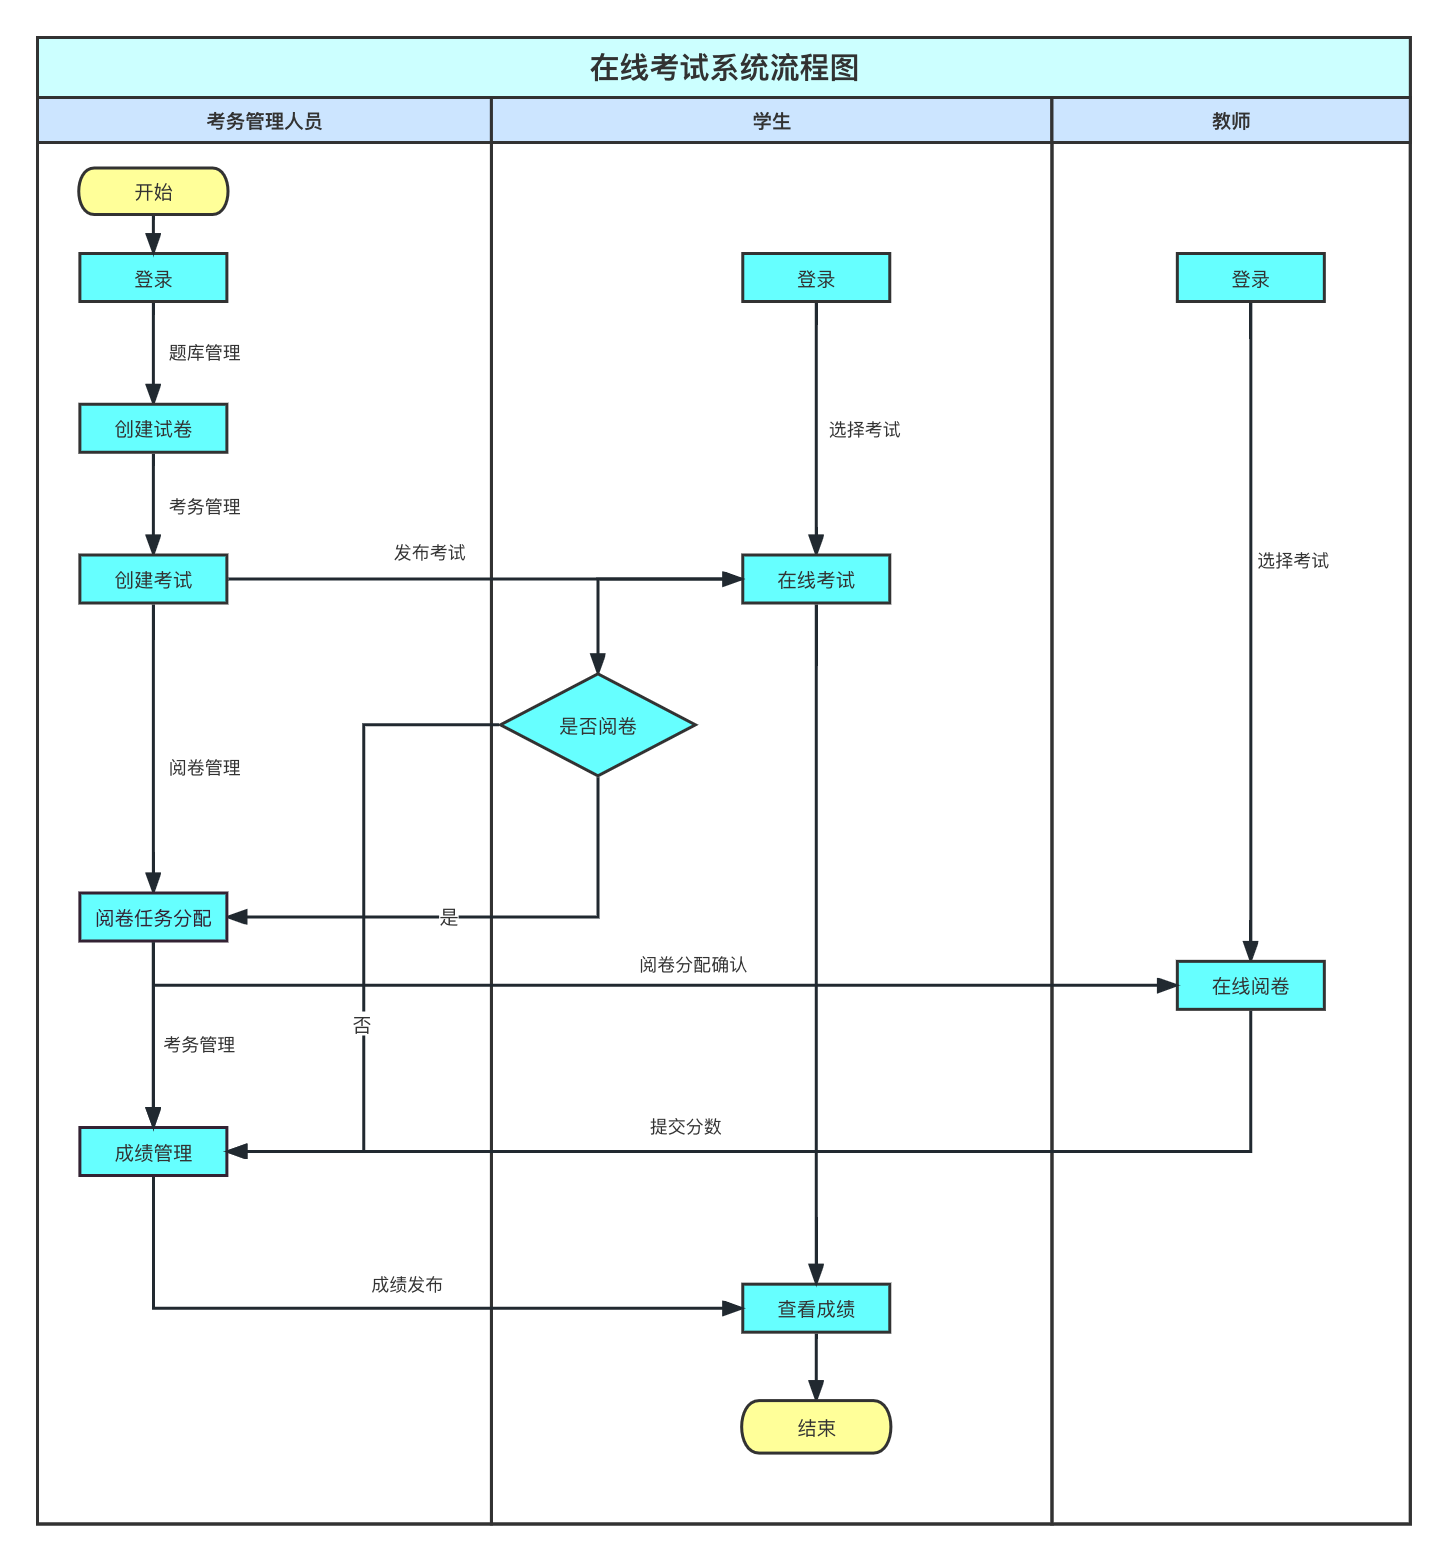 在线考试系统流程图
考务管理人员
学生
教师
开始
登录
登录
登录
题库管理
创建试卷
选择考试
考务管理
发布考试
选择考试
创建考试
在线考试
是否阅卷
阅卷管理
阅卷任务分配
是
阅卷分配确认
在线阅卷
否
考务管理
提交分数
成绩管理
成绩发布
查看成绩
结束